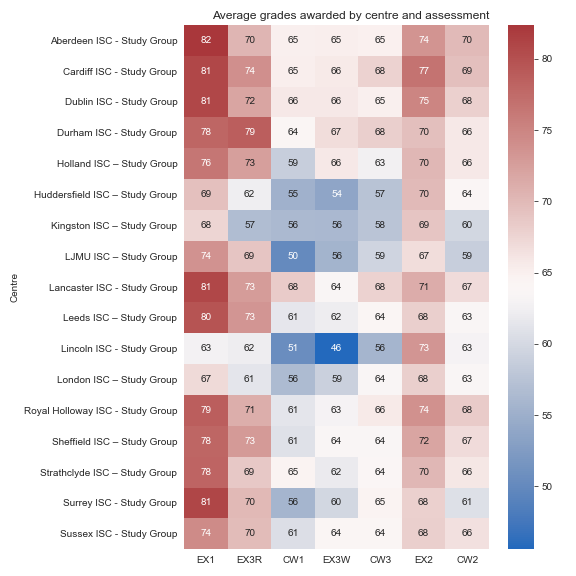 Average grades awarded by centre and assessment
Aberdeen ISC - Study Group 82 70 65 65 65 74 70
Cardiff ISC - Study Group 81 74 65 66 68 77 69
Dublin ISC - Study Group 81 72 66 66 65 75 68
Durham ISC - Study Group 78 79 64 67 68 70 66
Holland ISC – Study Group 76 73 59 66 63 70 66
Huddersfield ISC – Study Group 69 62 55 54 57 70 64
Kingston ISC - Study Group 68 57 56 56 58 69 60
LJMU ISC – Study Group 74 69 50 56 59 67 59
Lancaster ISC - Study Group 81 73 68 64 68 71 67
Leeds ISC – Study Group 80 73 61 62 64 68 63
Lincoln ISC – Study Group 63 62 51 46 56 73 63
London ISC – Study Group 67 61 56 59 64 68 63
Royal Holloway ISC - Study Group 79 71 61 63 66 74 68
Sheffield ISC – Study Group 78 73 61 64 64 72 67
Strathclyde ISC – Study Group 78 69 65 62 64 70 66
Surrey ISC - Study Group 81 70 56 60 65 68 61
Sussex ISC - Study Group 74 70 61 64 64 68 66
EX1 EX3R CW1 EX3W CW3 EX2 CW2
Centre
80
75
70
65
60
55
50